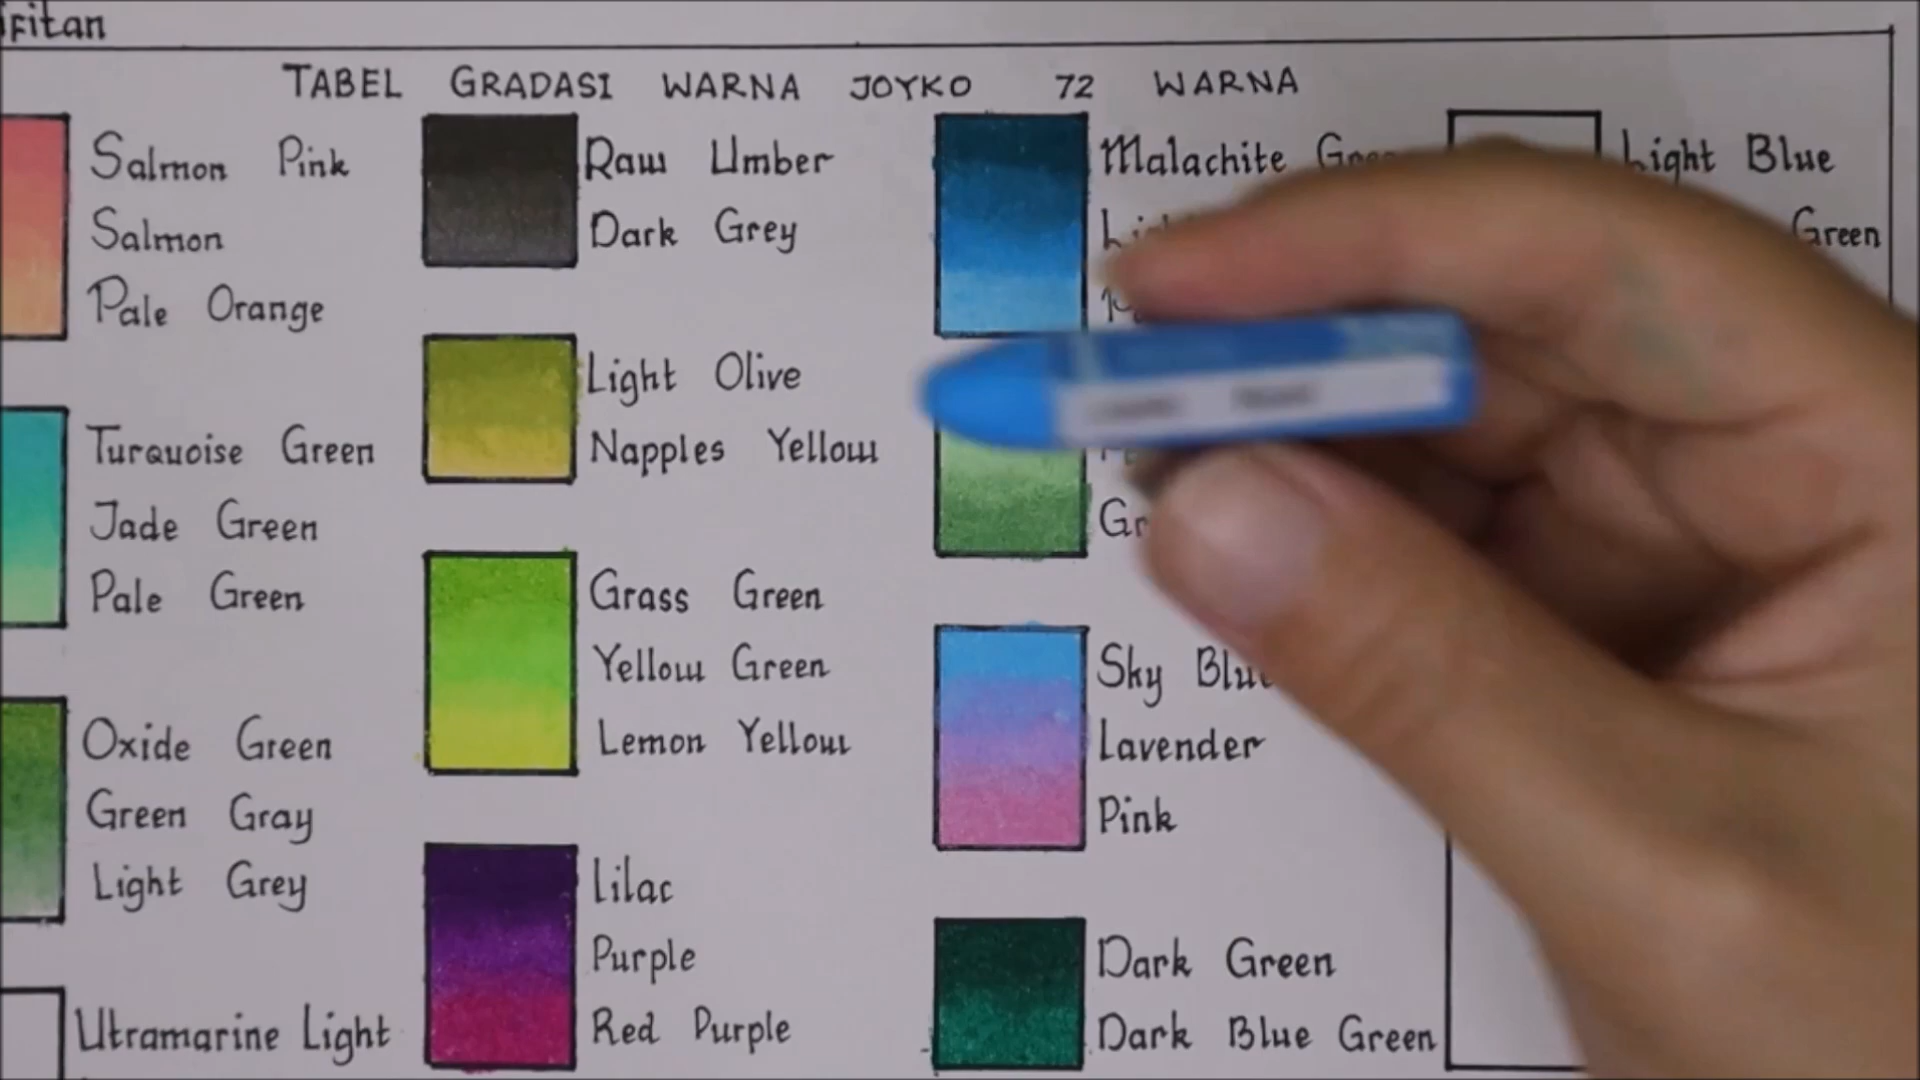 Fitan
TABEL GRADASI WARNA JOYKO 72 WARNA
Salmon Pink
Salmon
Pale Orange
Turquoise Green
Jade Green
Pale Green
Oxide Green
Green Gray
Light Grey
Utramarine Light
Raw Umber
Dark Grey
Light Olive
Napples Yellow
Grass Green
Yellow Green
Lemon Yellow
Lilac
Purple
Red Purple
Malachite
Sky Blue
Lavender
Pink
Dark Green
Dark Blue Green
Light Blue
Green